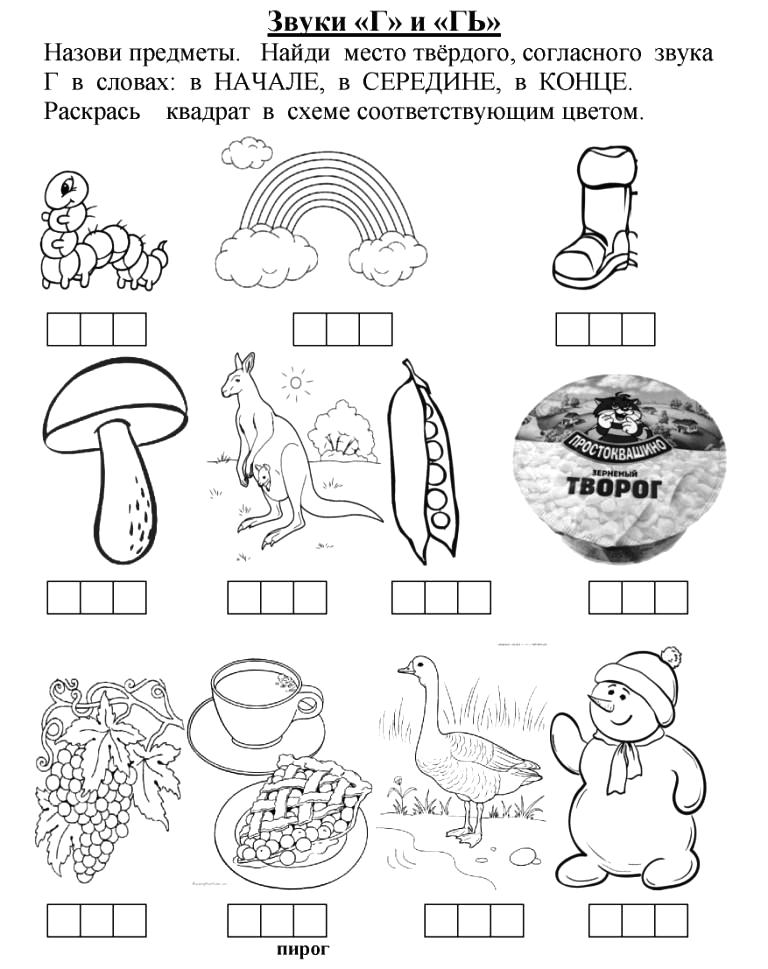 Звуки «Г» и «ГЬ»
Назови предметы. Найди место твёрдого, согласного звука
Г в словах: в НАЧАЛЕ, в СЕРЕДИНЕ, в КОНЦЕ.
Раскрась квадрат в схеме соответствующим цветом.
ПРОСТОКВАШИНО
ЗЕРНЕНЫЙ
ТВОРОГ
пирог